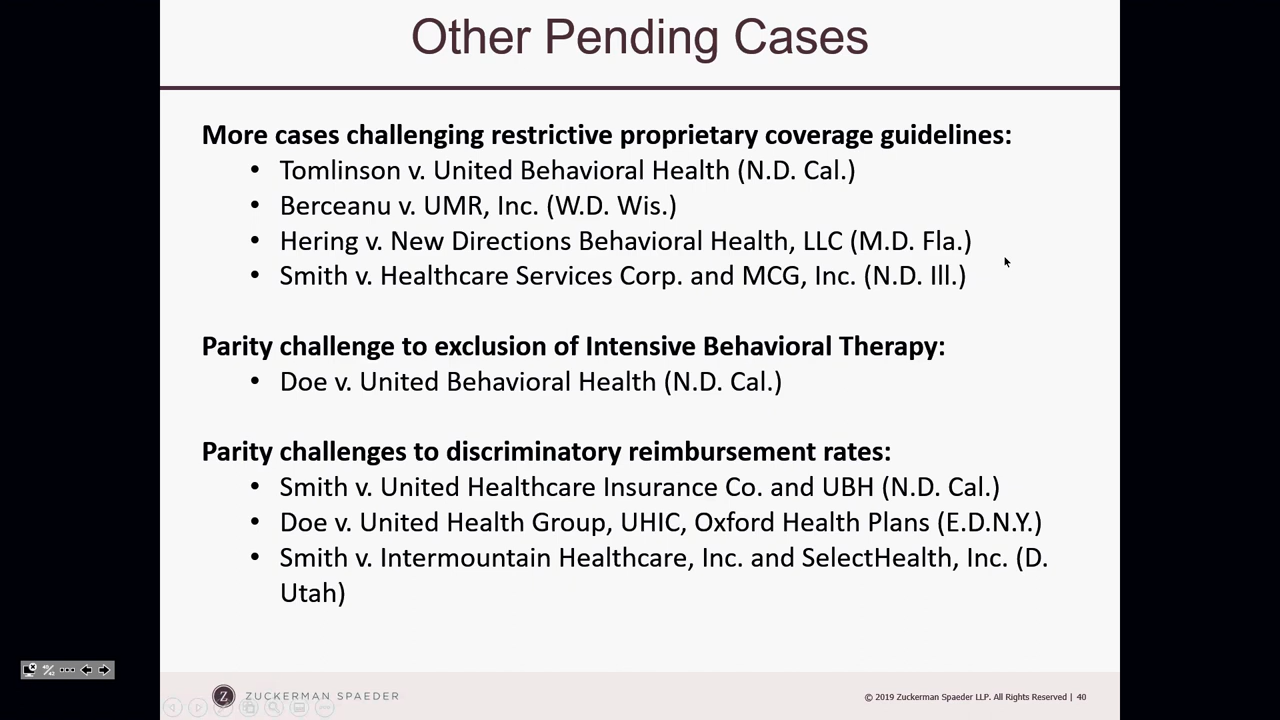 Other Pending Cases
More cases challenging restrictive proprietary coverage guidelines:
• Tomlinson v. United Behavioral Health (N.D. Cal.)
• Berceanu v. UMR, Inc. (W.D. Wis.)
• Hering v. New Directions Behavioral Health, LLC (M.D. Fla.)
• Smith v. Healthcare Services Corp. and MCG, Inc. (N.D. Ill.)
Parity challenge to exclusion of Intensive Behavioral Therapy:
• Doe v. United Behavioral Health (N.D. Cal.)
Parity challenges to discriminatory reimbursement rates:
• Smith v. United Healthcare Insurance Co. and UBH (N.D. Cal.)
• Doe v. United Health Group, UHIC, Oxford Health Plans (E.D.N.Y.)
• Smith v. Intermountain Healthcare, Inc. and SelectHealth, Inc. (D.
Utah)
Z ZUCKERMAN SPAEDER
© 2019 Zuckerman Spaeder LLP. All Rights Reserved | 40